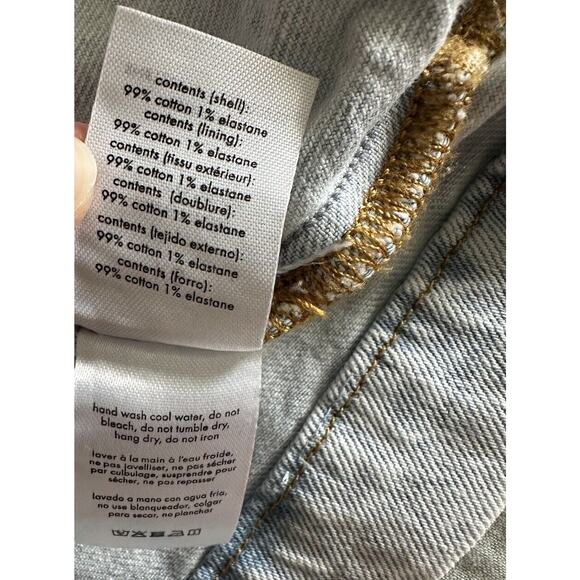 contents (shell):
99% cotton 1% elastane
contents (lining):
99% cotton 1% elastane
contents (tissu extérieur):
99% cotton 1% elastane
contents (doublure):
99% cotton 1% elastane
contents (tejido externo):
99% cotton 1% elastane
contents (forro):
99% cotton 1% elastane
hand wash cool water, do not
bleach, do not tumble dry,
hang dry, do not iron
laver à la main à l'eau froide,
ne pas javelliser, ne pas sécher
par culbulage, suspendre pour
sécher, ne pas repasser
lavado a mano con agua fria,
no use blanqueador, colgar
para secar, no planchar